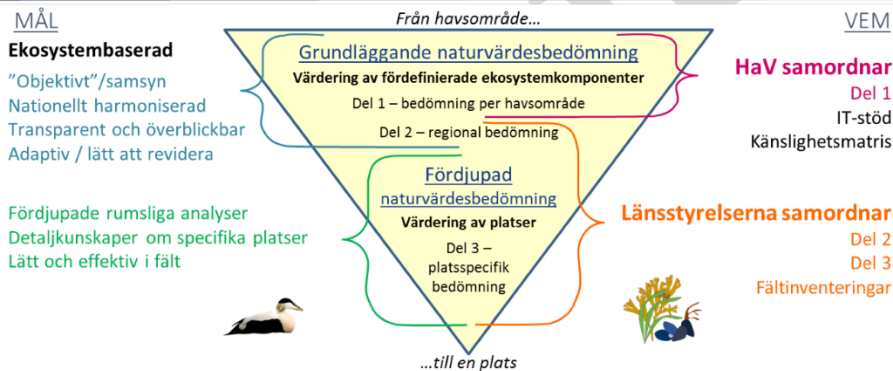 MÅL
Ekosystembaserad
”Objektivt”/samsyn
Nationellt harmoniserad
Transparent och överblickbar
Adaptiv / lätt att revidera
Fördjupade rumsliga analyser
Detaljkunskaper om specifika platser
Lätt och effektiv i fält
Från havsområde...
Grundläggande naturvärdesbedömning
Värdering av fördefinierade ekosystemkomponenter
Del 1 – bedömning per havsområde
Del 2 – regional bedömning
Fördjupad
naturvärdesbedömning
Värdering av platser
Del 3 –
platsspecifik
bedömning
...till en plats
VEM
HaV samordnar
Del 1
IT-stöd
Känslighetsmatris
Länsstyrelserna samordnar
Del 2
Del 3
Fältinventeringar